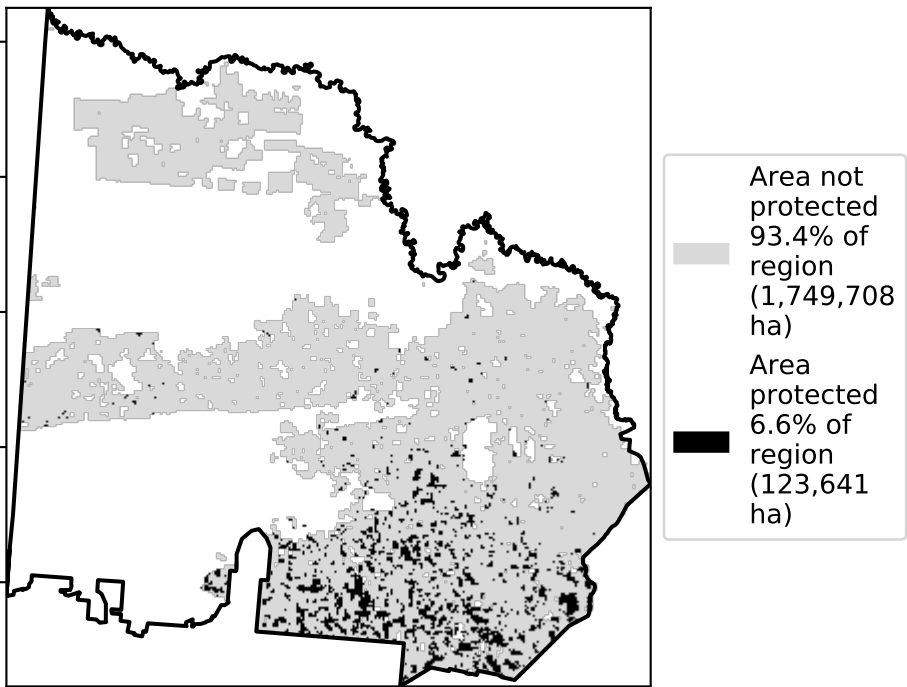 Area not
protected
93.4% of
region
(1,749,708
ha)
Area
protected
6.6% of
region
(123,641
ha)